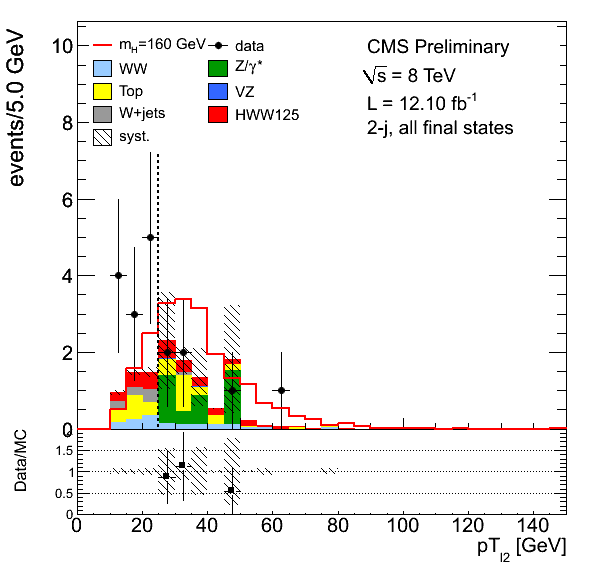 events/5.0 GeV
10
8
6
4
2
0
m_H=160 GeV
data
WW
Z/γ*
Top
VZ
W+jets
HWW125
syst.
CMS Preliminary
√s = 8 TeV
L = 12.10 fb⁻¹
2-j, all final states
Data/MC
2
1.5
1
0.5
0
0 20 40 60 80 100 120 140
pT_l2 [GeV]